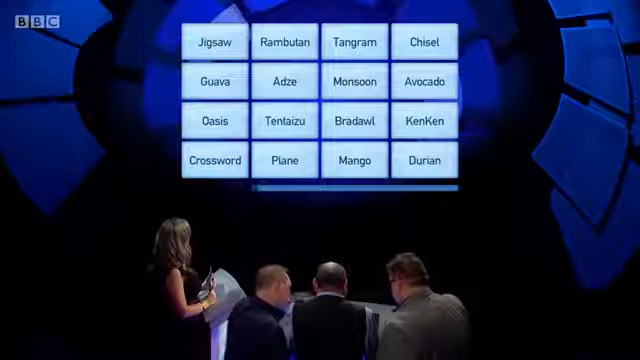 BBC
Jigsaw Rambutan Tangram Chisel
Guava Adze Monsoon Avocado
Oasis Tentaizu Bradawl KenKen
Crossword Plane Mango Durian